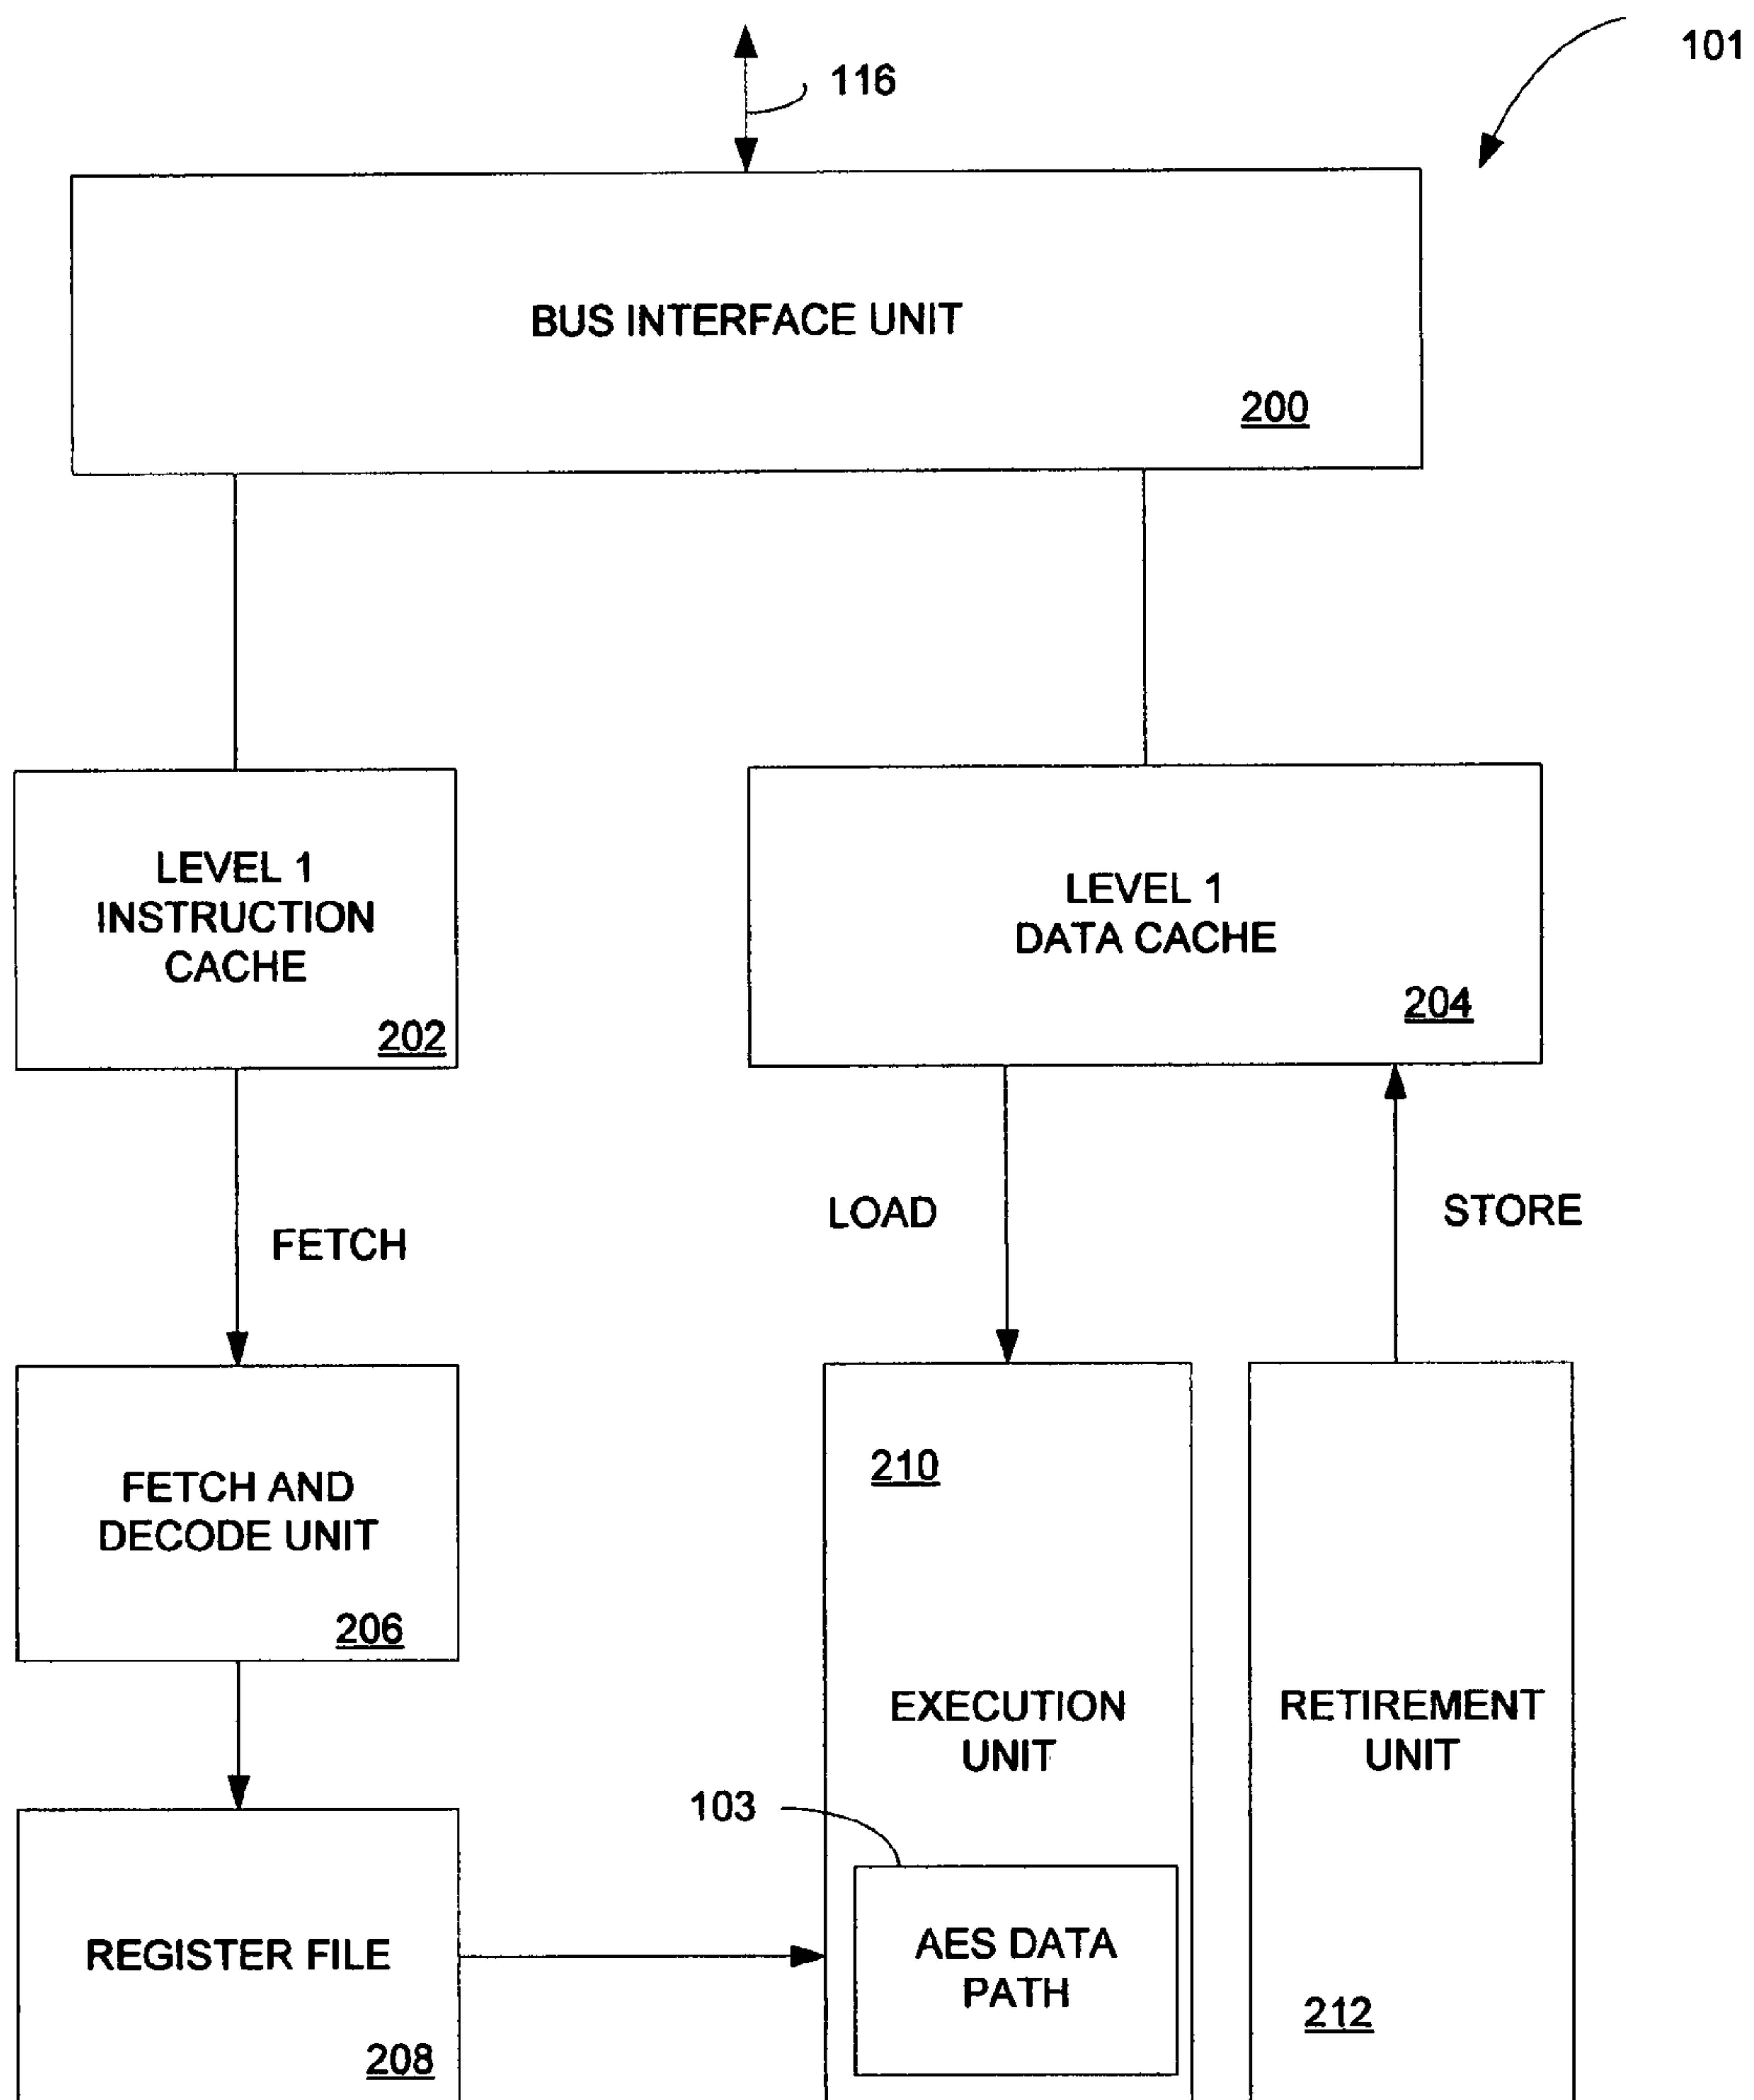 101
116
BUS INTERFACE UNIT
200
LEVEL 1
INSTRUCTION
CACHE
202
LEVEL 1
DATA CACHE
204
FETCH
LOAD
STORE
FETCH AND
DECODE UNIT
206
210
EXECUTION
UNIT
RETIREMENT
UNIT
103
REGISTER FILE
208
AES DATA
PATH
212